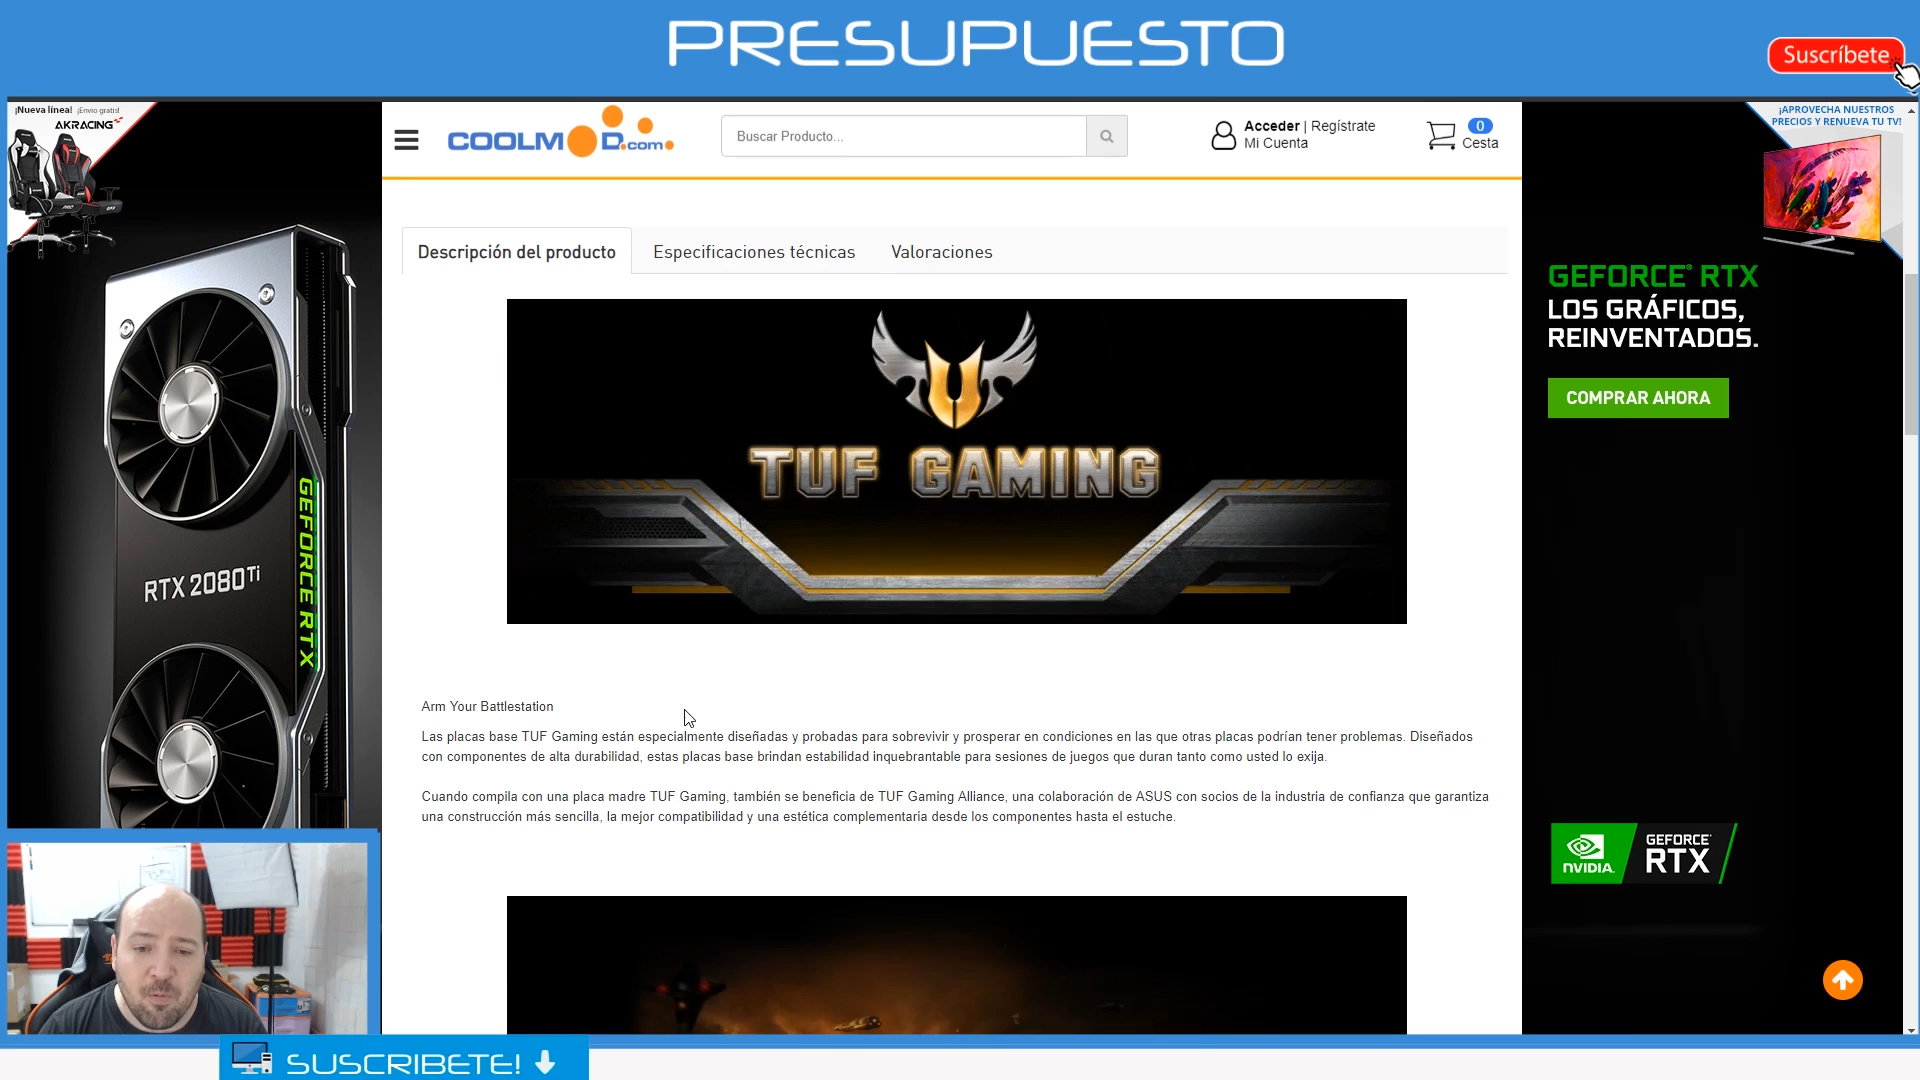 PRESUPUESTO
Suscríbete
¡Nueva línea! ¡Envio gratis!
AKRACING
COOLMOD.com
Buscar Producto...
Acceder | Regístrate
Mi Cuenta
0
Cesta
¡APROVECHA NUESTROS
PRECIOS Y RENUEVA TU TV!
Descripción del producto
Especificaciones técnicas
Valoraciones
GEFORCE® RTX
LOS GRÁFICOS,
REINVENTADOS.
COMPRAR AHORA
TUF GAMING
RTX 2080 Ti
GEFORCE RTX
Arm Your Battlestation
Las placas base TUF Gaming están especialmente diseñadas y probadas para sobrevivir y prosperar en condiciones en las que otras placas podrían tener problemas. Diseñados
con componentes de alta durabilidad, estas placas base brindan estabilidad inquebrantable para sesiones de juegos que duran tanto como usted lo exija.
Cuando compila con una placa madre TUF Gaming, también se beneficia de TUF Gaming Alliance, una colaboración de ASUS con socios de la industria de confianza que garantiza
una construcción más sencilla, la mejor compatibilidad y una estética complementaria desde los componentes hasta el estuche.
NVIDIA.
GEFORCE®
RTX
SUSCRIBETE!